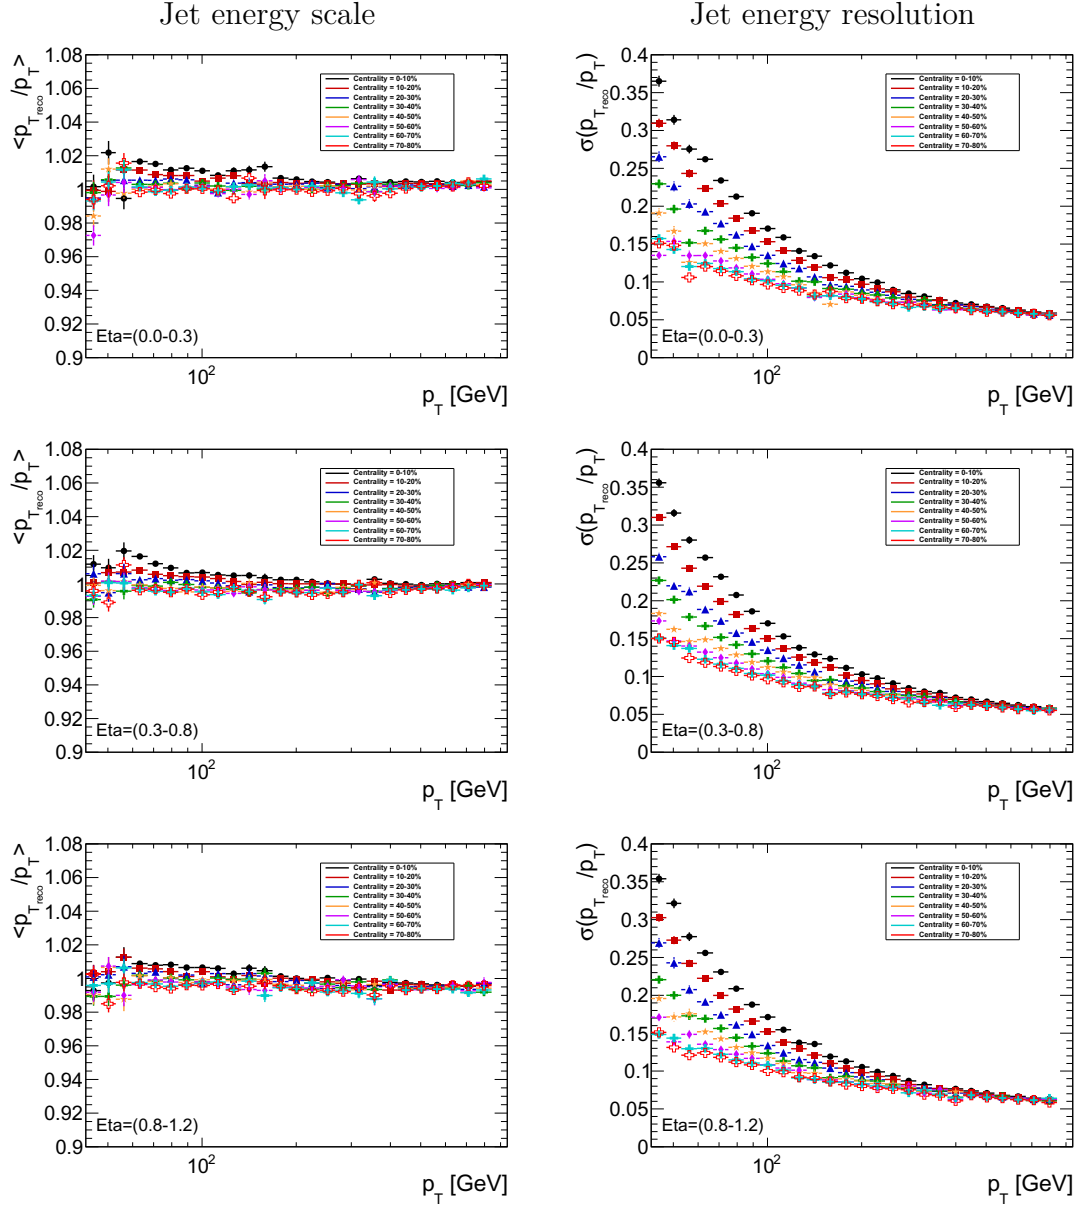 Jet energy scale
Jet energy resolution
<p_T_reco/p_T>
1.08
1.06
1.04
1.02
1
0.98
0.96
0.94
0.92
0.9
Centrality = 0-10%
Centrality = 10-20%
Centrality = 20-30%
Centrality = 30-40%
Centrality = 40-50%
Centrality = 50-60%
Centrality = 60-70%
Centrality = 70-80%
Eta=(0.0-0.3)
10²
p_T [GeV]
σ(p_T_reco/p_T)
0.4
0.35
0.3
0.25
0.2
0.15
0.1
0.05
0
Centrality = 0-10%
Centrality = 10-20%
Centrality = 20-30%
Centrality = 30-40%
Centrality = 40-50%
Centrality = 50-60%
Centrality = 60-70%
Centrality = 70-80%
Eta=(0.0-0.3)
10²
p_T [GeV]
<p_T_reco/p_T>
1.08
1.06
1.04
1.02
1
0.98
0.96
0.94
0.92
0.9
Centrality = 0-10%
Centrality = 10-20%
Centrality = 20-30%
Centrality = 30-40%
Centrality = 40-50%
Centrality = 50-60%
Centrality = 60-70%
Centrality = 70-80%
Eta=(0.3-0.8)
10²
p_T [GeV]
σ(p_T_reco/p_T)
0.4
0.35
0.3
0.25
0.2
0.15
0.1
0.05
0
Centrality = 0-10%
Centrality = 10-20%
Centrality = 20-30%
Centrality = 30-40%
Centrality = 40-50%
Centrality = 50-60%
Centrality = 60-70%
Centrality = 70-80%
Eta=(0.3-0.8)
10²
p_T [GeV]
<p_T_reco/p_T>
1.08
1.06
1.04
1.02
1
0.98
0.96
0.94
0.92
0.9
Centrality = 0-10%
Centrality = 10-20%
Centrality = 20-30%
Centrality = 30-40%
Centrality = 40-50%
Centrality = 50-60%
Centrality = 60-70%
Centrality = 70-80%
Eta=(0.8-1.2)
10²
p_T [GeV]
σ(p_T_reco/p_T)
0.4
0.35
0.3
0.25
0.2
0.15
0.1
0.05
0
Centrality = 0-10%
Centrality = 10-20%
Centrality = 20-30%
Centrality = 30-40%
Centrality = 40-50%
Centrality = 50-60%
Centrality = 60-70%
Centrality = 70-80%
Eta=(0.8-1.2)
10²
p_T [GeV]